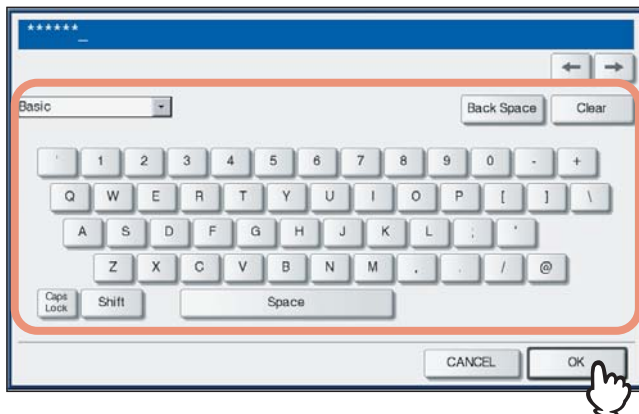 ******_
← →
Basic Back Space Clear
' 1 2 3 4 5 6 7 8 9 0 - +
Q W E R T Y U I O P [ ] \
A S D F G H J K L ; '
Z X C V B N M , . / @
Caps Lock Shift Space
CANCEL OK